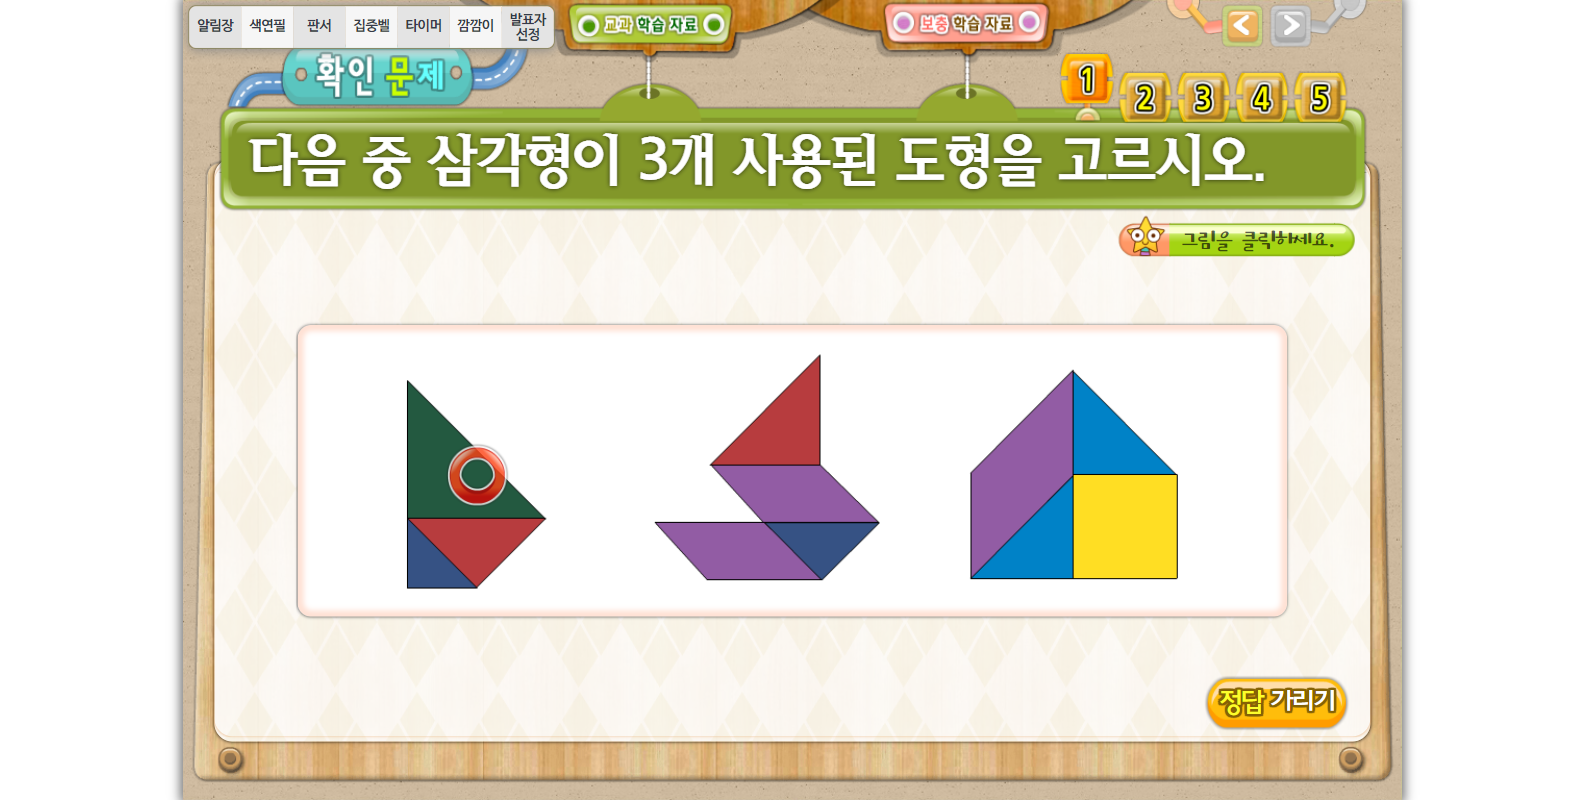 알림장 색연필 판서 집중벨 타이머 깜깜이 발표자
선정
교과 학습 자료
보충 학습 자료
확인 문제
1 2 3 4 5
다음 중 삼각형이 3개 사용된 도형을 고르시오.
그림을 클릭하세요.
정답 가리기